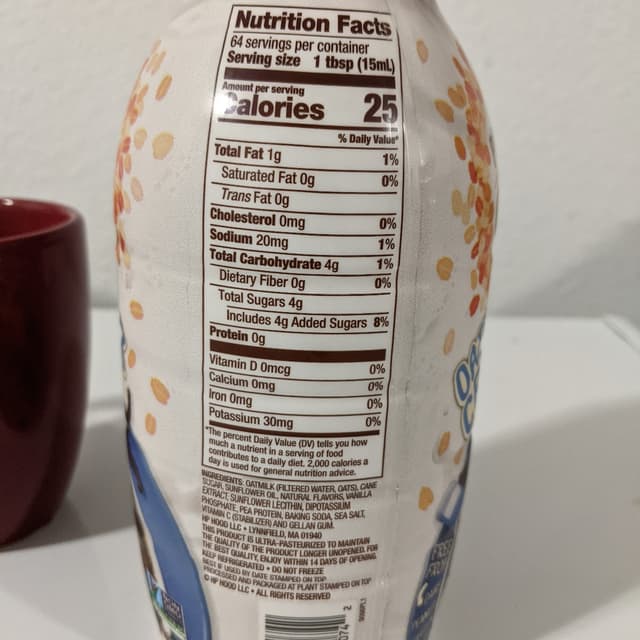 Nutrition Facts
64 servings per container
Serving size 1 tbsp (15mL)
Amount per serving
Calories 25
% Daily Value*
Total Fat 1g 1%
Saturated Fat 0g 0%
Trans Fat 0g
Cholesterol 0mg 0%
Sodium 20mg 1%
Total Carbohydrate 4g 1%
Dietary Fiber 0g 0%
Total Sugars 4g
Includes 4g Added Sugars 8%
Protein 0g
Vitamin D 0mcg 0%
Calcium 0mg 0%
Iron 0mg 0%
Potassium 30mg 0%
*The percent Daily Value (DV) tells you how
much a nutrient in a serving of food
contributes to a daily diet. 2,000 calories a
day is used for general nutrition advice.
INGREDIENTS: OATMILK (FILTERED WATER, OATS), CANE
SUGAR, SUNFLOWER OIL, NATURAL FLAVORS, VANILLA
EXTRACT, SUNFLOWER LECITHIN, DIPOTASSIUM
PHOSPHATE, PEA PROTEIN, BAKING SODA, SEA SALT,
VITAMIN C (STABILIZER) AND GELLAN GUM.
HP HOOD LLC • LYNNFIELD, MA 01940
THIS PRODUCT IS ULTRA-PASTEURIZED TO MAINTAIN
THE QUALITY OF THE PRODUCT LONGER UNOPENED. FOR
THE BEST QUALITY, ENJOY WITHIN 14 DAYS OF OPENING.
KEEP REFRIGERATED • DO NOT FREEZE
BEST IF USED BY DATE STAMPED ON TOP
PROCESSED AND PACKAGED AT PLANT STAMPED ON TOP
© HP HOOD LLC • ALL RIGHTS RESERVED